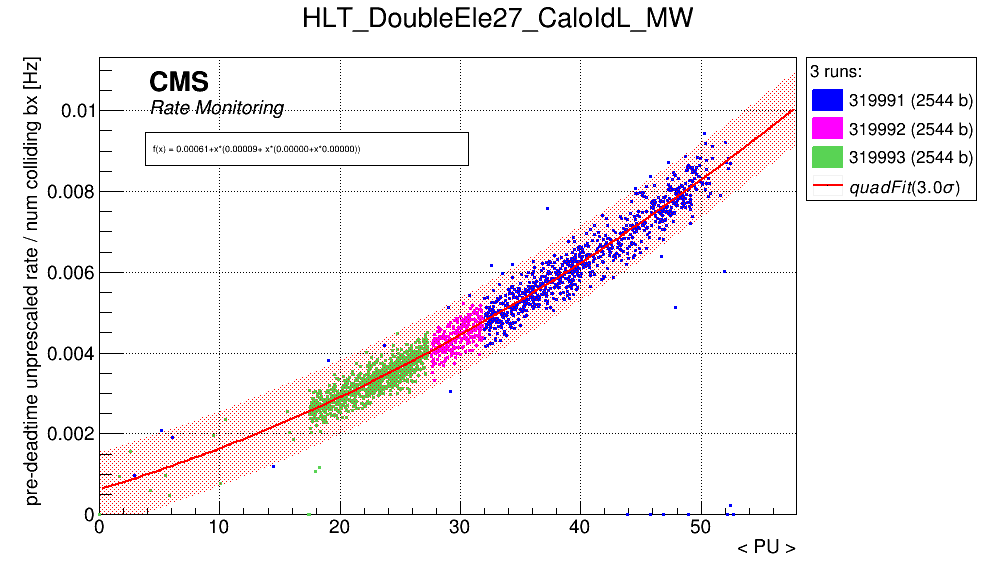 HLT_DoubleEle27_CaloIdL_MW
pre-deadtime unprescaled rate / num colliding bx [Hz]
CMS
Rate Monitoring
f(x) = 0.00061+x*(0.00009+ x*(0.00000+x*0.00000))
0.01
0.008
0.006
0.004
0.002
0
0 10 20 30 40 50
< PU >
3 runs:
319991 (2544 b)
319992 (2544 b)
319993 (2544 b)
quadFit(3.0σ)